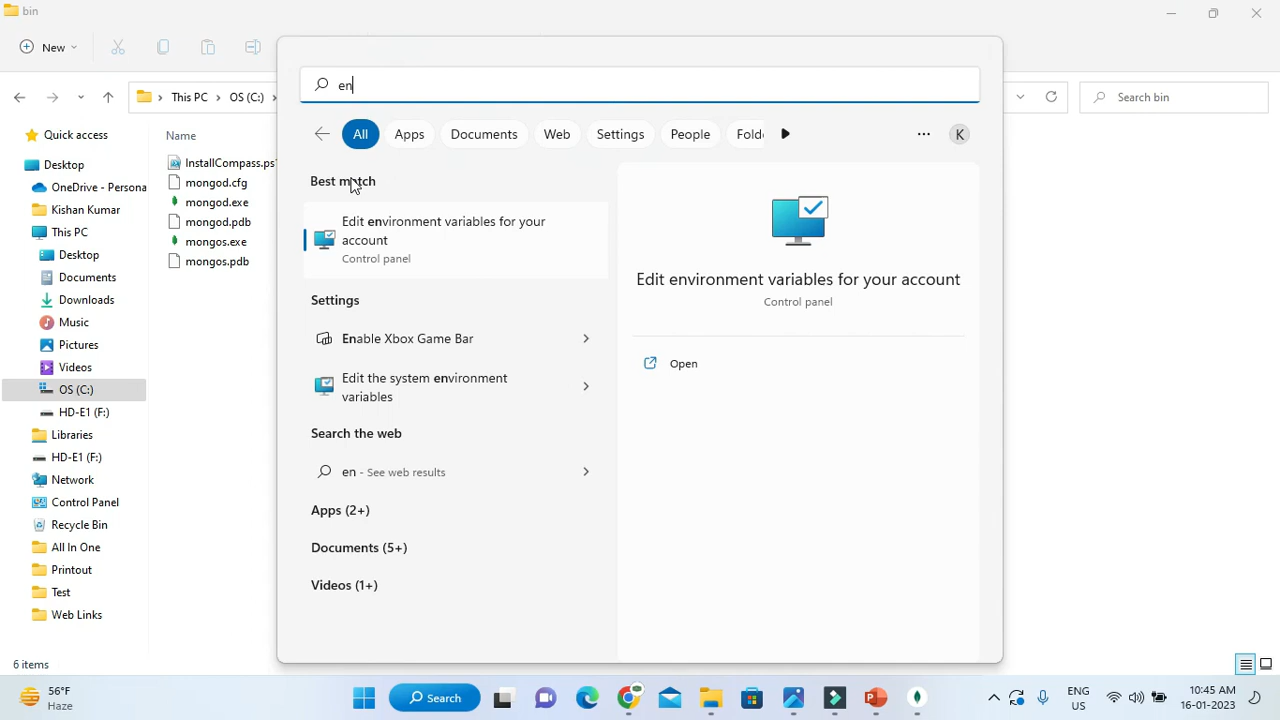 bin
New
en
This PC
OS (C:)
Search bin
All
Apps
Documents
Web
Settings
People
K
Quick access
Desktop
OneDrive - Persona
Kishan Kumar
This PC
Desktop
Documents
Downloads
Music
Pictures
Videos
OS (C:)
HD-E1 (F:)
Libraries
HD-E1 (F:)
Network
Control Panel
Recycle Bin
All In One
Printout
Test
Web Links
Name
InstallCompass.ps1
mongod.cfg
mongod.exe
mongod.pdb
mongos.exe
mongos.pdb
Best match
Edit environment variables for your
account
Control panel
Settings
Enable Xbox Game Bar
Edit the system environment
variables
Search the web
en - See web results
Apps (2+)
Documents (5+)
Videos (1+)
Edit environment variables for your account
Control panel
Open
6 items
56°F
Haze
Search
ENG
US
10:45 AM
16-01-2023